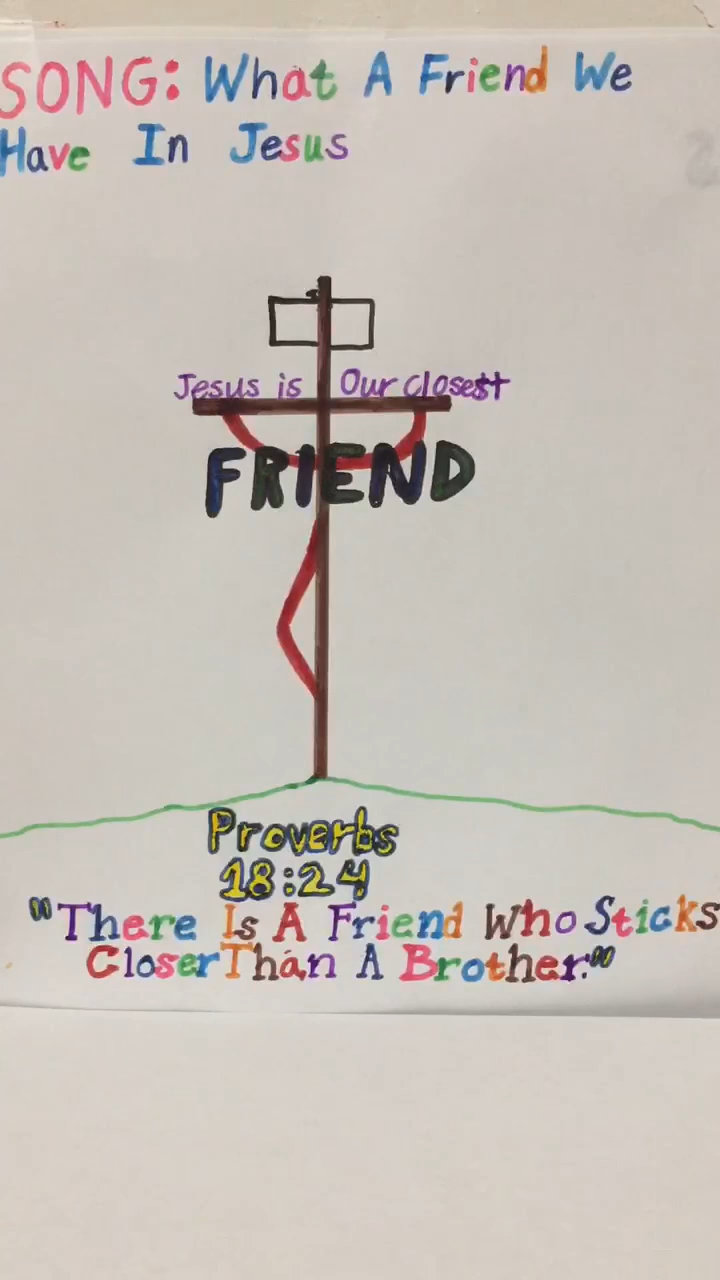 SONG: What A Friend We
Have In Jesus
Jesus is Our closest
FRIEND
Proverbs
18:24
"There Is A Friend Who Sticks
Closer Than A Brother."